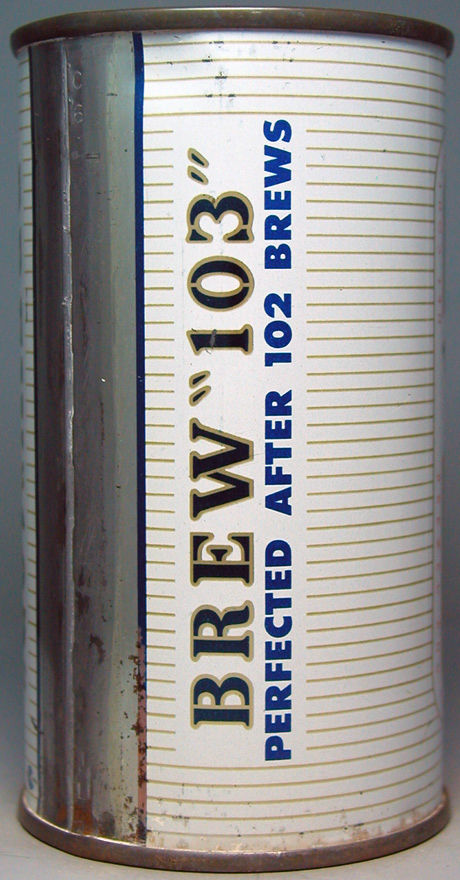 BREW "103"
PERFECTED AFTER 102 BREWS